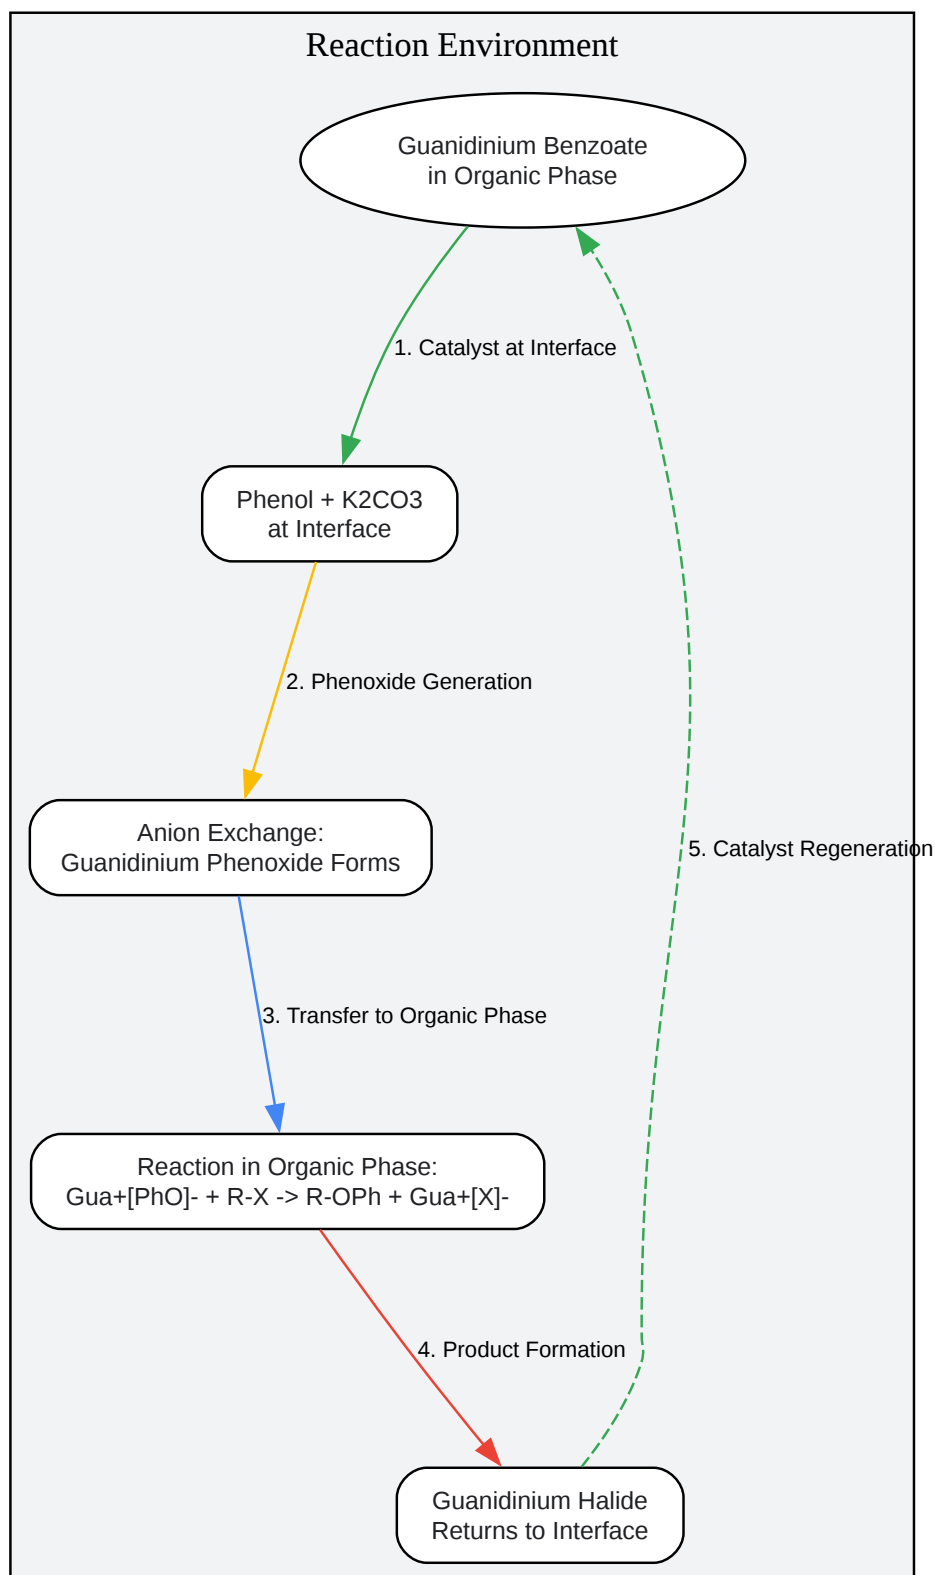 Reaction Environment
Guanidinium Benzoate
in Organic Phase
1. Catalyst at Interface
Phenol + K2CO3
at Interface
2. Phenoxide Generation
Anion Exchange:
Guanidinium Phenoxide Forms
5. Catalyst Regeneration
3. Transfer to Organic Phase
Reaction in Organic Phase:
Gua+[PhO]- + R-X -> R-OPh + Gua+[X]-
4. Product Formation
Guanidinium Halide
Returns to Interface